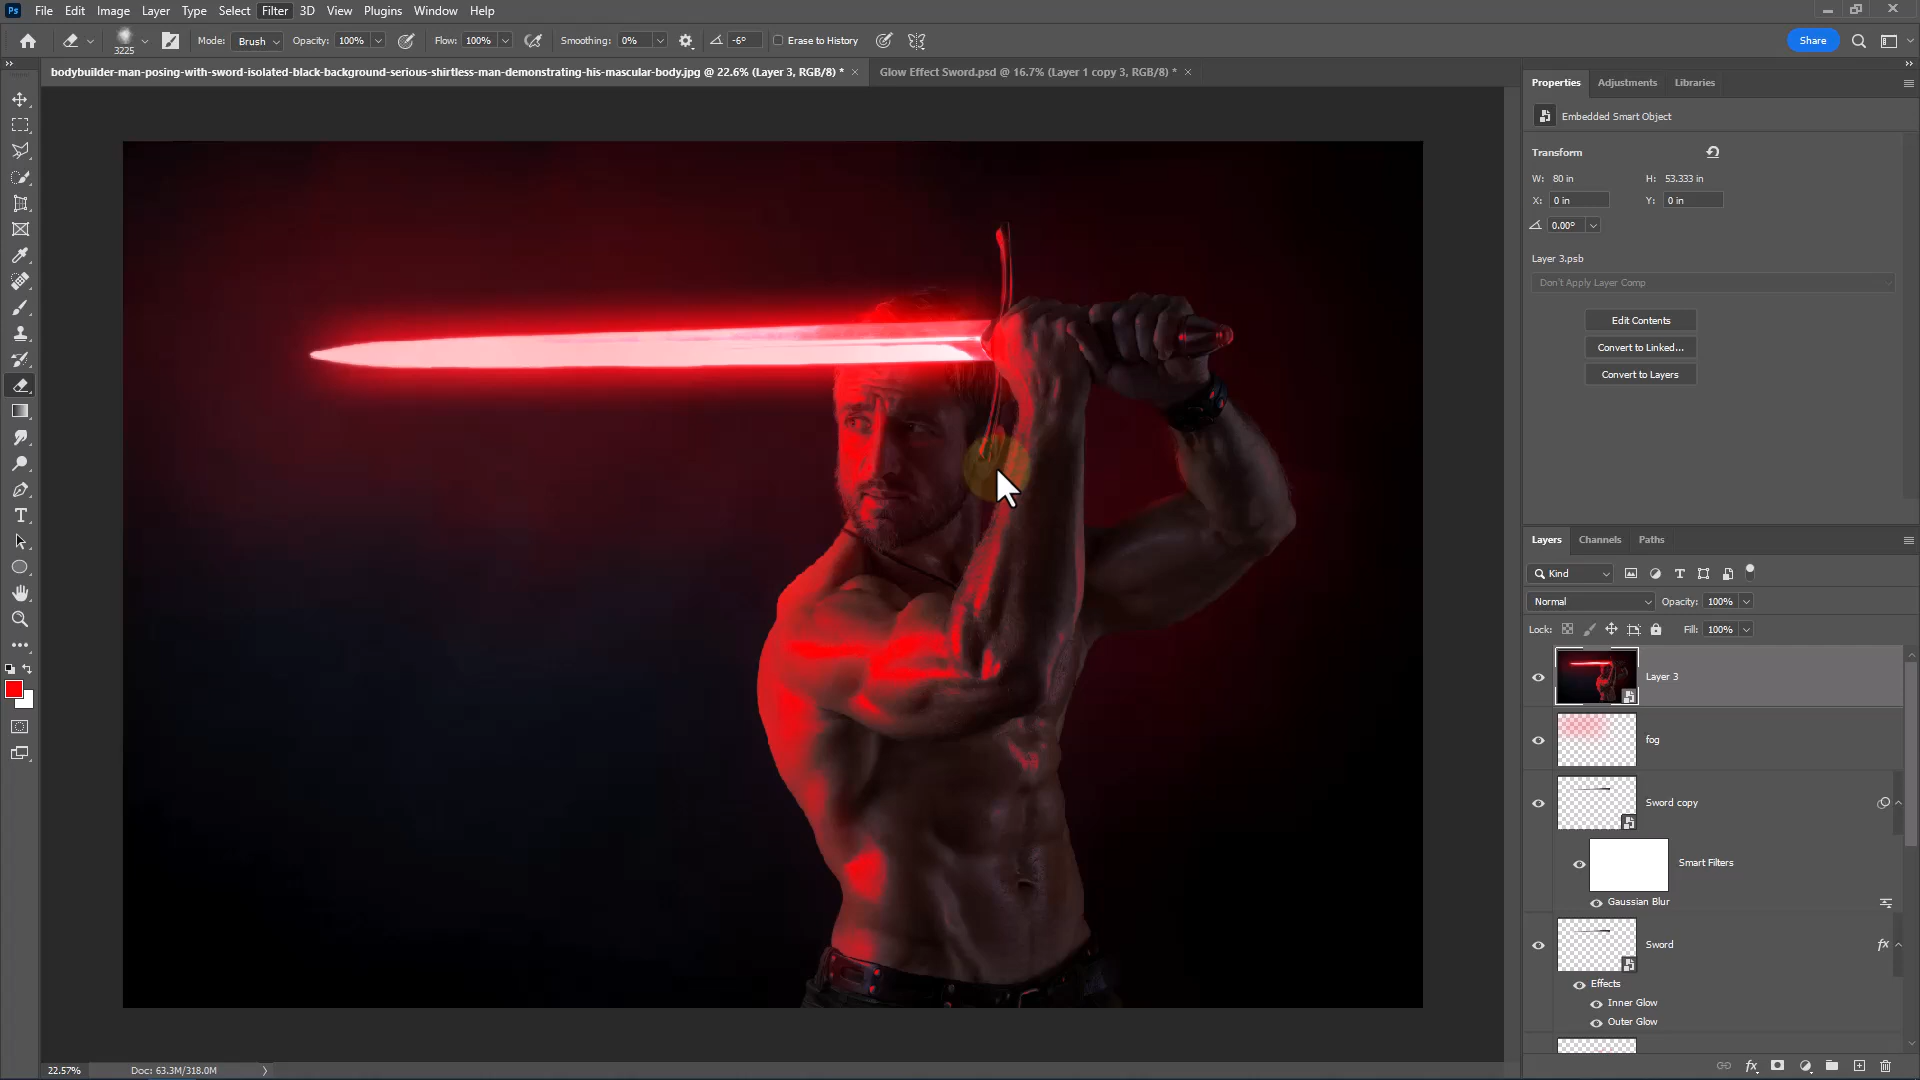 Ps File Edit Image Layer Type Select Filter 3D View Plugins Window Help
3225 Mode: Brush Opacity: 100% Flow: 100% Smoothing: 0% -6° Erase to History Share
bodybuilder-man-posing-with-sword-isolated-black-background-serious-shirtless-man-demonstrating-his-mascular-body.jpg @ 22.6% (Layer 3, RGB/8) * Glow Effect Sword.psd @ 16.7% (Layer 1 copy 3, RGB/8) *
Properties Adjustments Libraries
Embedded Smart Object
Transform
W: 80 in H: 53.333 in
X: 0 in Y: 0 in
0.00°
Layer 3.psb
Don't Apply Layer Comp
Edit Contents
Convert to Linked...
Convert to Layers
Layers Channels Paths
Kind
Normal Opacity: 100%
Lock: Fill: 100%
Layer 3
fog
Sword copy
Smart Filters
Gaussian Blur
Sword fx
Effects
Inner Glow
Outer Glow
22.57% Doc: 63.3M/318.0M
fx